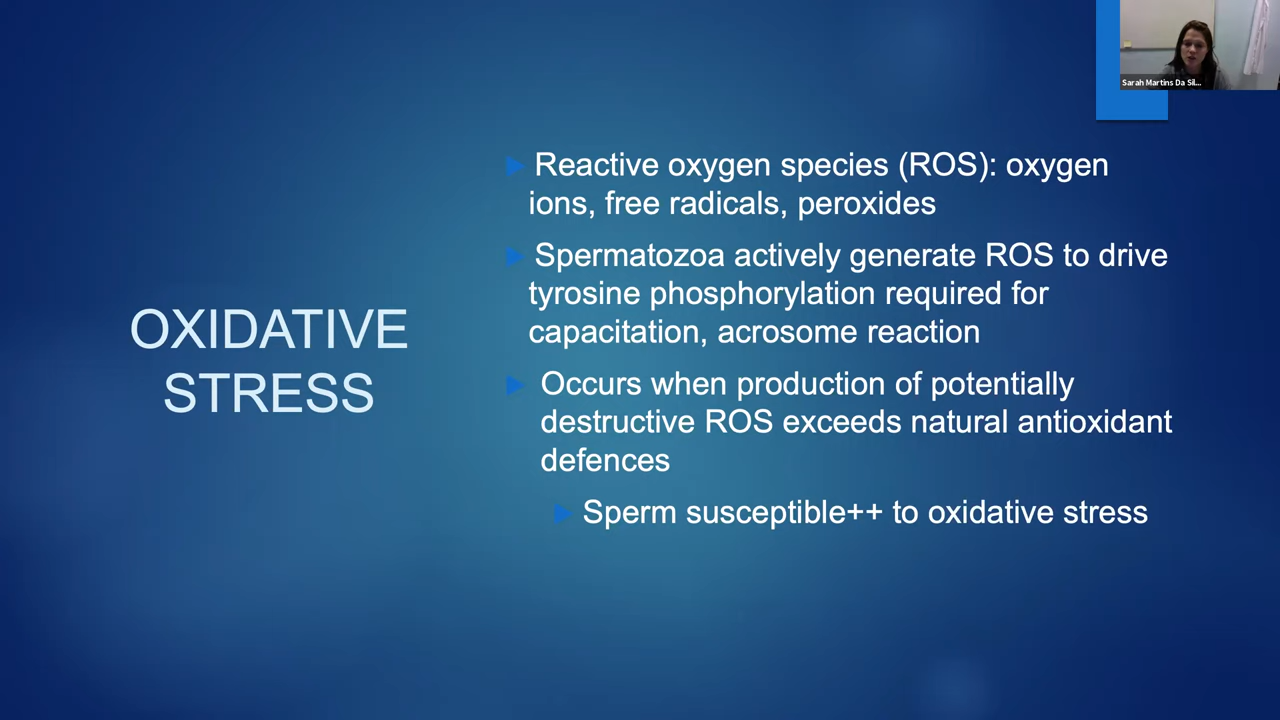 Sarah Martins Da Sil...
OXIDATIVE
STRESS
Reactive oxygen species (ROS): oxygen
ions, free radicals, peroxides
Spermatozoa actively generate ROS to drive
tyrosine phosphorylation required for
capacitation, acrosome reaction
Occurs when production of potentially
destructive ROS exceeds natural antioxidant
defences
Sperm susceptible++ to oxidative stress